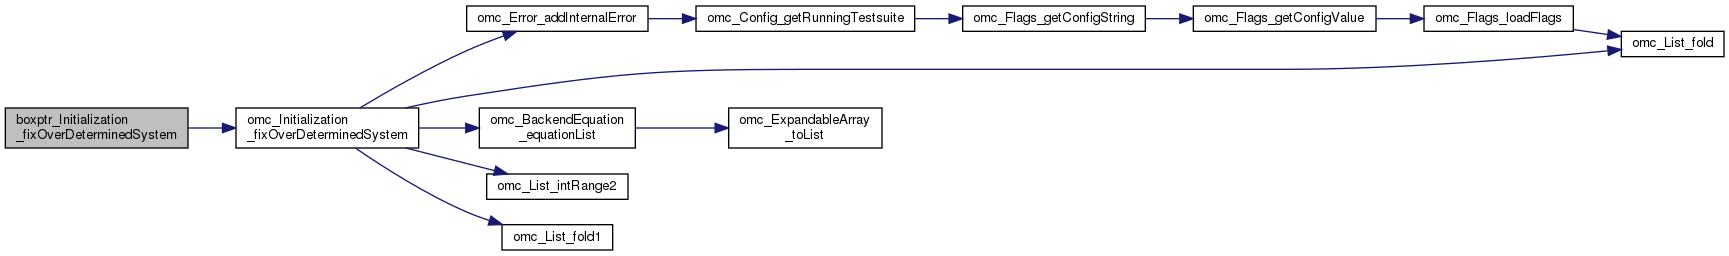 omc_Error_addInternalError
omc_Config_getRunningTestsuite
omc_Flags_getConfigString
omc_Flags_getConfigValue
omc_Flags_loadFlags
omc_List_fold
boxptr_Initialization
_fixOverDeterminedSystem
omc_Initialization
_fixOverDeterminedSystem
omc_BackendEquation
_equationList
omc_ExpandableArray
_toList
omc_List_intRange2
omc_List_fold1